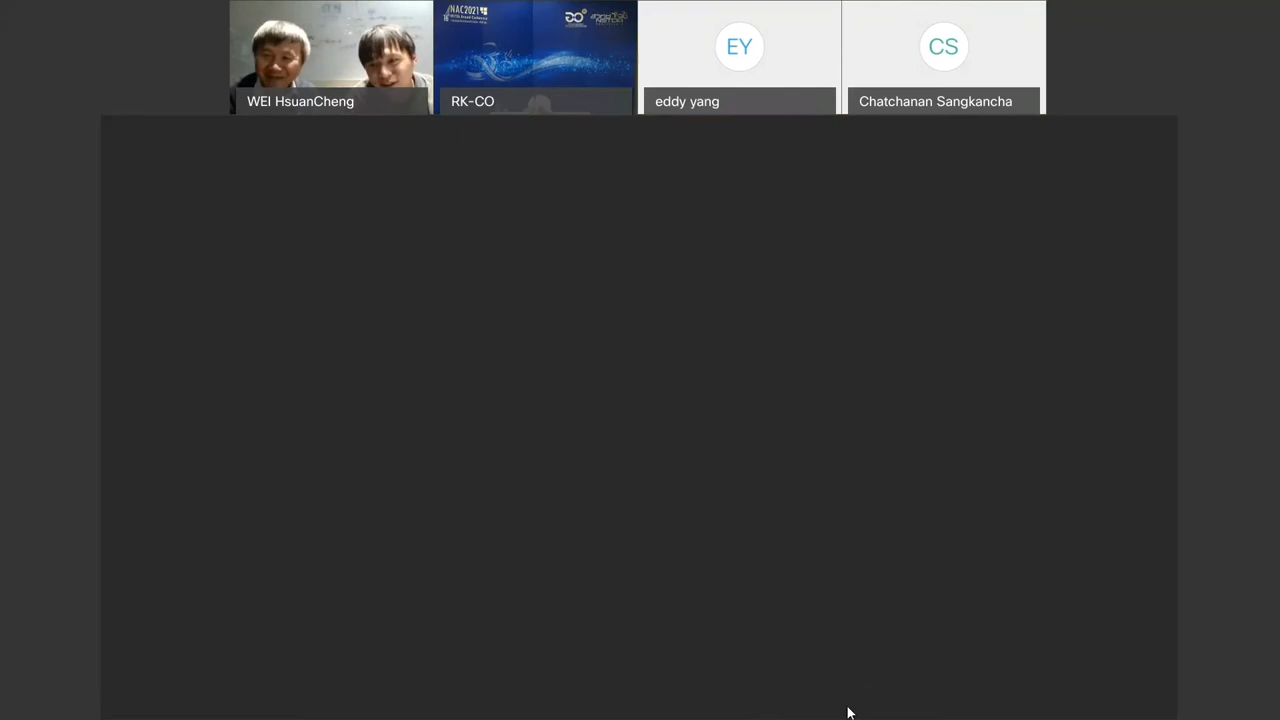 NAC2021
EY
CS
WEI HsuanCheng
RK-CO
eddy yang
Chatchanan Sangkancha